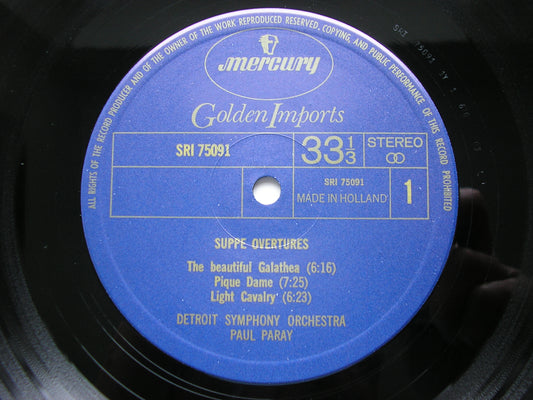 ALL RIGHTS OF THE RECORD PRODUCER AND OF THE OWNER OF THE WORK REPRODUCED RESERVED, COPYING, AND PUBLIC PERFORMANCE OF THIS RECORD PROHIBITED
mercury
Golden Imports
SRI 75091
33 1/3
STEREO
SRI 75091
MADE IN HOLLAND
1
SUPPE OVERTURES
The beautiful Galathea (6:16)
Pique Dame (7:25)
Light Cavalry (6:23)
DETROIT SYMPHONY ORCHESTRA
PAUL PARAY
SRI 75091